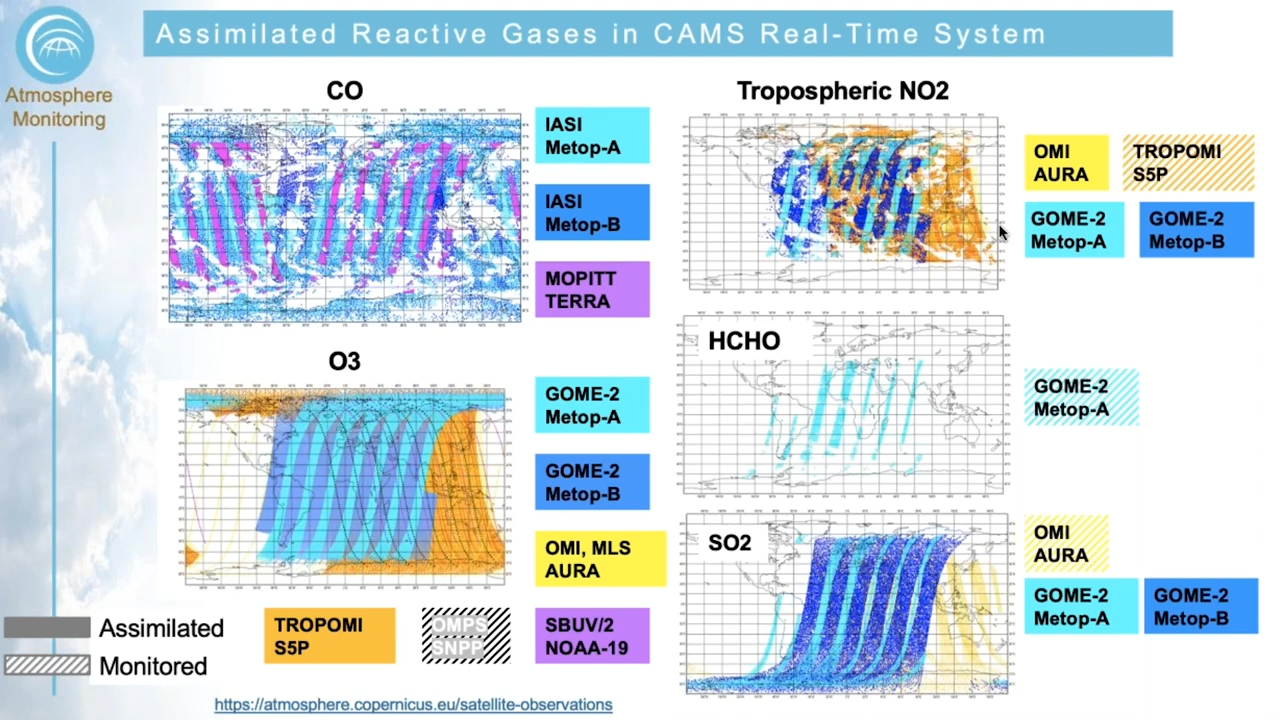 Assimilated Reactive Gases in CAMS Real-Time System
Atmosphere
Monitoring
CO
IASI
Metop-A
IASI
Metop-B
MOPITT
TERRA
Tropospheric NO2
OMI
AURA
TROPOMI
S5P
GOME-2
Metop-A
GOME-2
Metop-B
O3
GOME-2
Metop-A
GOME-2
Metop-B
OMI, MLS
AURA
TROPOMI
S5P
OMPS
SNPP
SBUV/2
NOAA-19
HCHO
GOME-2
Metop-A
SO2
OMI
AURA
GOME-2
Metop-A
GOME-2
Metop-B
Assimilated
Monitored
https://atmosphere.copernicus.eu/satellite-observations